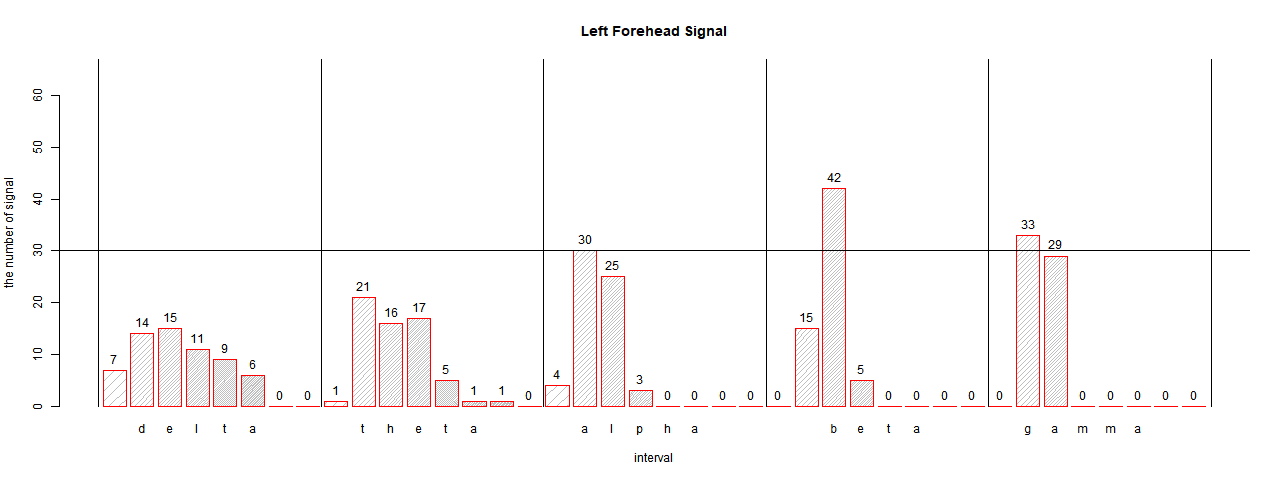 Left Forehead Signal
the number of signal
60
50
40
30
20
10
0
7 14 15 11 9 6 0 0
1 21 16 17 5 1 1 0
4 30 25 3 0 0 0 0
0 15 42 5 0 0 0 0
0 33 29 0 0 0 0 0
d e l t a t h e t a a l p h a b e t a g a m m a
interval